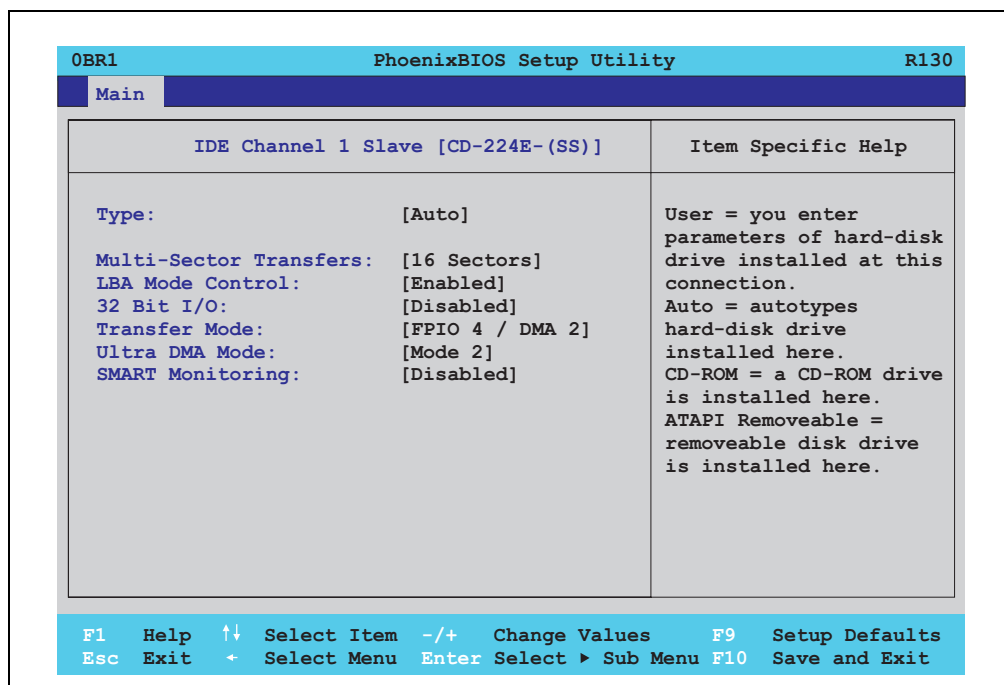 0BR1 PhoenixBIOS Setup Utility R130
Main
IDE Channel 1 Slave [CD-224E-(SS)]
Item Specific Help
Type: [Auto]
Multi-Sector Transfers: [16 Sectors]
LBA Mode Control: [Enabled]
32 Bit I/O: [Disabled]
Transfer Mode: [FPIO 4 / DMA 2]
Ultra DMA Mode: [Mode 2]
SMART Monitoring: [Disabled]
User = you enter
parameters of hard-disk
drive installed at this
connection.
Auto = autotypes
hard-disk drive
installed here.
CD-ROM = a CD-ROM drive
is installed here.
ATAPI Removeable =
removeable disk drive
is installed here.
F1 Help ↑↓ Select Item -/+ Change Values F9 Setup Defaults
Esc Exit ← Select Menu Enter Select ▶ Sub Menu F10 Save and Exit